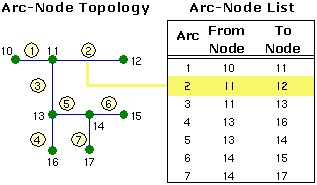 Arc-Node Topology
10 1 11 2 12
3
13 5 6 15
14
4 7
16 17
Arc-Node List
Arc From Node To Node
1 10 11
2 11 12
3 11 13
4 13 16
5 13 14
6 14 15
7 14 17